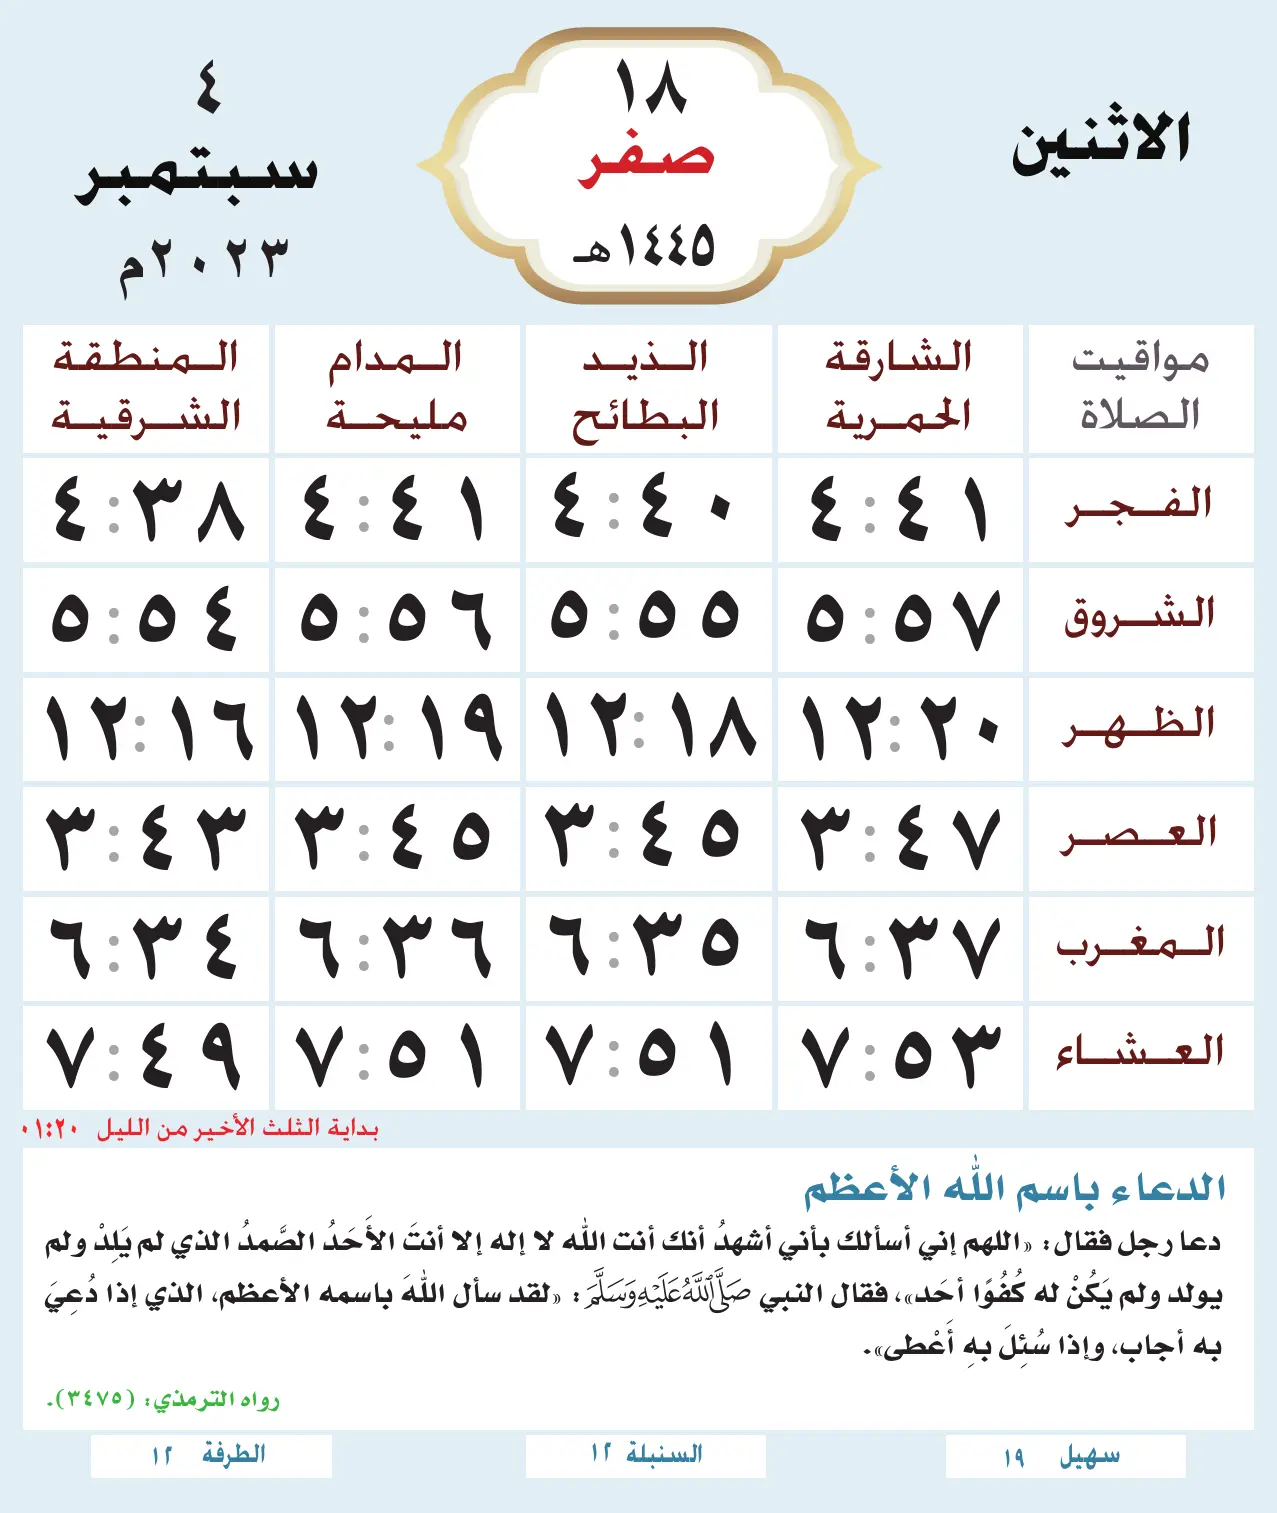 الاثنين
١٨
صفر
١٤٤٥هـ
٤
سبتمبر
٢٠٢٣م
مواقيت الصلاة | الشارقة الحمرية | الذيد البطائح | المدام مليحة | المنطقة الشرقية
الفجر ٤:٤١ ٤:٤٠ ٤:٤١ ٤:٣٨
الشروق ٥:٥٧ ٥:٥٥ ٥:٥٦ ٥:٥٤
الظهر ١٢:٢٠ ١٢:١٨ ١٢:١٩ ١٢:١٦
العصر ٣:٤٧ ٣:٤٥ ٣:٤٥ ٣:٤٣
المغرب ٦:٣٧ ٦:٣٥ ٦:٣٦ ٦:٣٤
العشاء ٧:٥٣ ٧:٥١ ٧:٥١ ٧:٤٩
بداية الثلث الأخير من الليل ٠١:٢٠
الدعاء باسم الله الأعظم
دعا رجل فقال: «اللهم إني أسألك بأني أشهدُ أنك أنت الله لا إله إلا أنتَ الأَحَدُ الصَّمدُ الذي لم يَلِدْ ولم
يولد ولم يَكُنْ له كُفُوًا أحَد»، فقال النبي صَلَّى اللَّهُ عَلَيْهِ وَسَلَّمَ: «لقد سأل اللهَ باسمه الأعظم، الذي إذا دُعِيَ
به أجاب، وإذا سُئِلَ بهِ أَعْطى».
رواه الترمذي: (٣٤٧٥).
سهيل ١٩
السنبلة ١٢
الطرفة ١٢